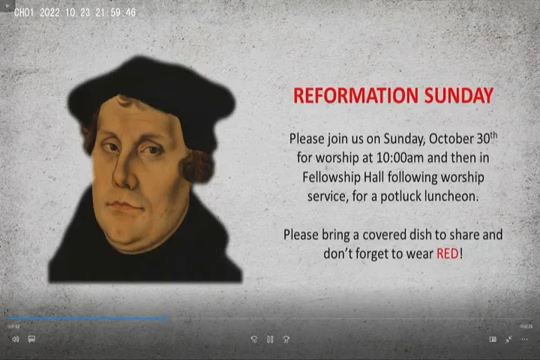 CH01 2022 10.23 21:59.46
REFORMATION SUNDAY
Please join us on Sunday, October 30th
for worship at 10:00am and then in
Fellowship Hall following worship
service, for a potluck luncheon.
Please bring a covered dish to share and
don't forget to wear RED!